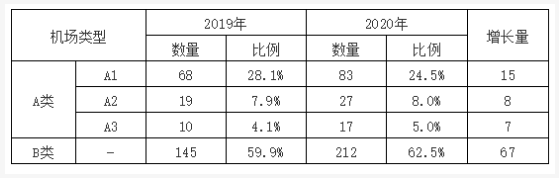 机场类型 2019年 2020年 增长量
数量 比例 数量 比例
A类 A1 68 28.1% 83 24.5% 15
A2 19 7.9% 27 8.0% 8
A3 10 4.1% 17 5.0% 7
B类 - 145 59.9% 212 62.5% 67